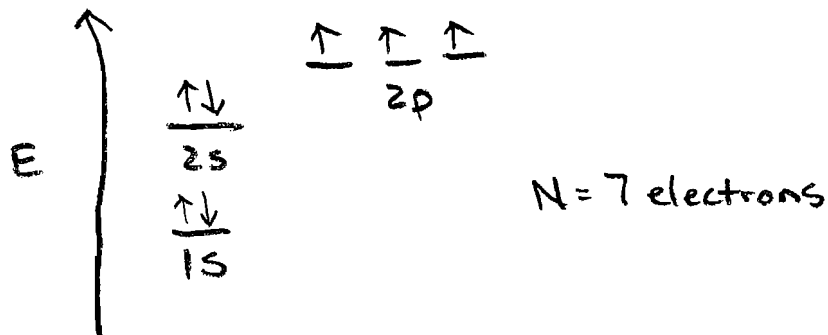 ↑ ↑ ↑
2p
↑↓
2s
E
N = 7 electrons
↑↓
1s